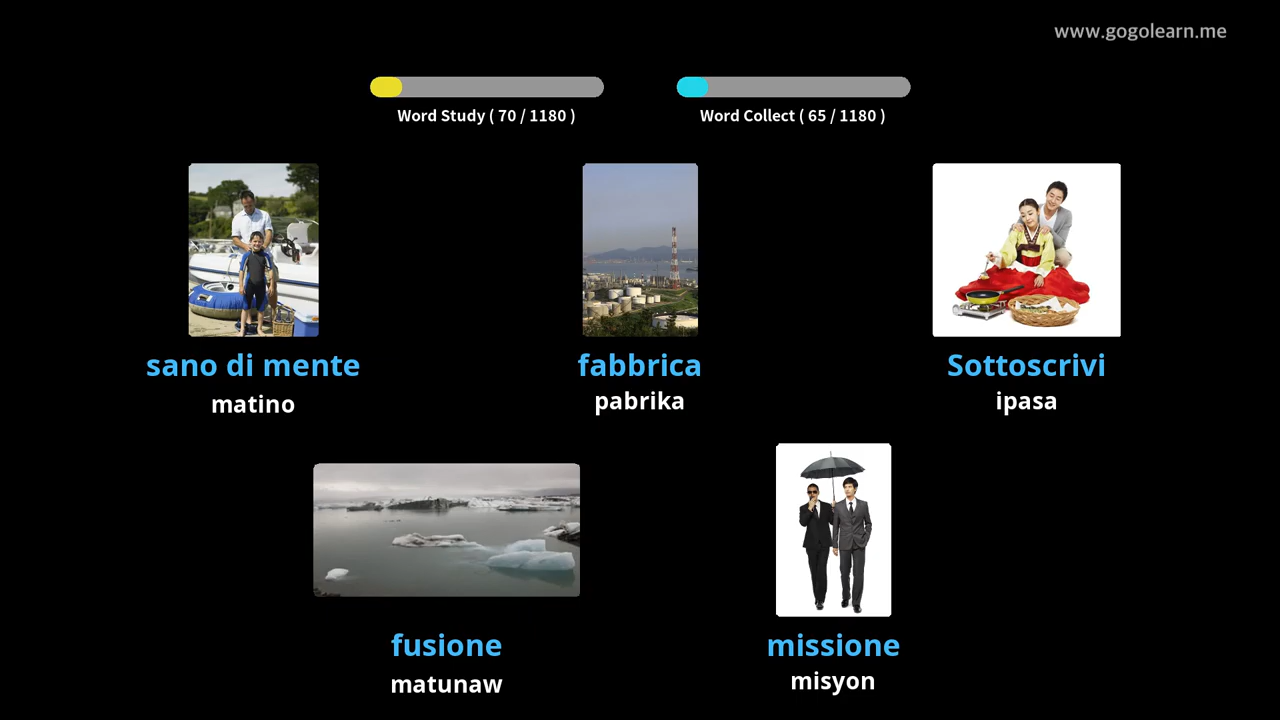 www.gogolearn.me
Word Study ( 70 / 1180 )
Word Collect ( 65 / 1180 )
sano di mente
matino
fabbrica
pabrika
Sottoscrivi
ipasa
fusione
matunaw
missione
misyon